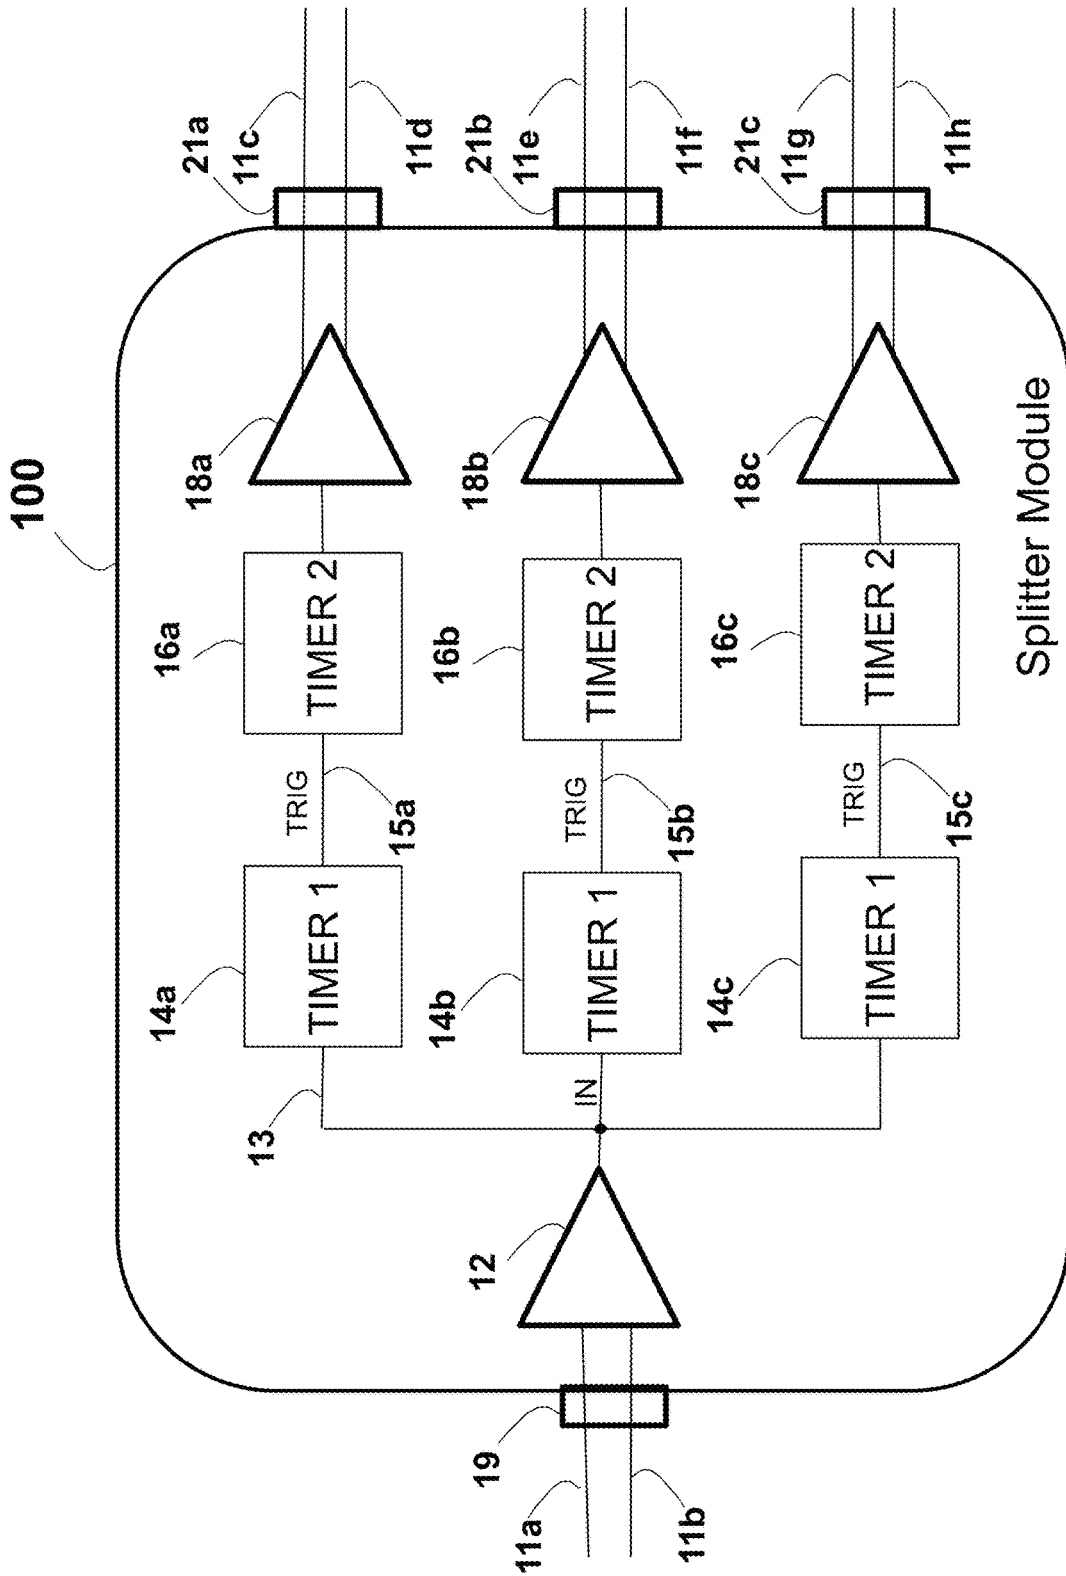 100
21a
11c
11d
18a
16a
TIMER 2
TRIG
15a
14a
TIMER 1
13
21b
11e
11f
18b
16b
TIMER 2
TRIG
15b
14b
TIMER 1
IN
12
19
11a
11b
21c
11g
11h
18c
16c
TIMER 2
TRIG
15c
14c
TIMER 1
Splitter Module